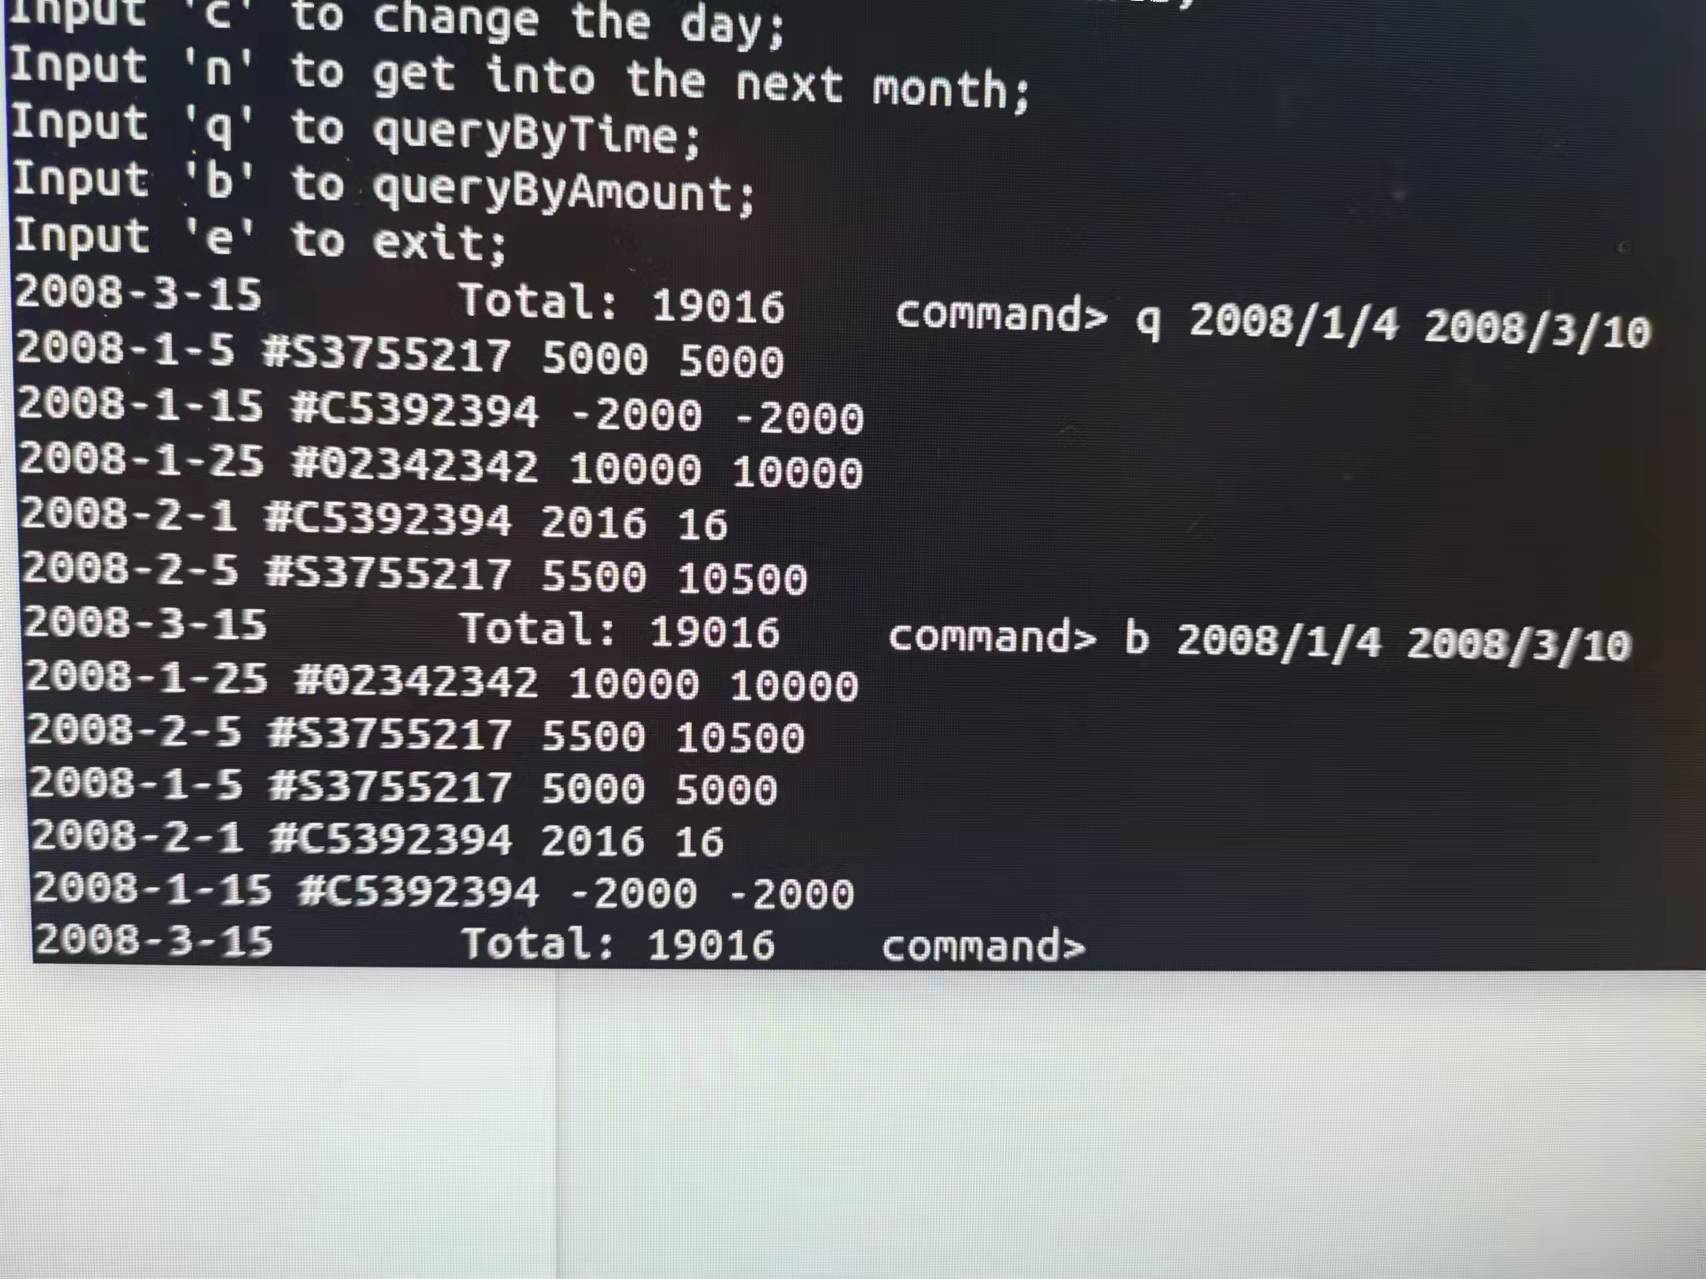 Input 'c' to change the day;
Input 'n' to get into the next month;
Input 'q' to queryByTime;
Input 'b' to queryByAmount;
Input 'e' to exit;
2008-3-15 Total: 19016 command> q 2008/1/4 2008/3/10
2008-1-5 #S3755217 5000 5000
2008-1-15 #C5392394 -2000 -2000
2008-1-25 #02342342 10000 10000
2008-2-1 #C5392394 2016 16
2008-2-5 #S3755217 5500 10500
2008-3-15 Total: 19016 command> b 2008/1/4 2008/3/10
2008-1-25 #02342342 10000 10000
2008-2-5 #S3755217 5500 10500
2008-1-5 #S3755217 5000 5000
2008-2-1 #C5392394 2016 16
2008-1-15 #C5392394 -2000 -2000
2008-3-15 Total: 19016 command>